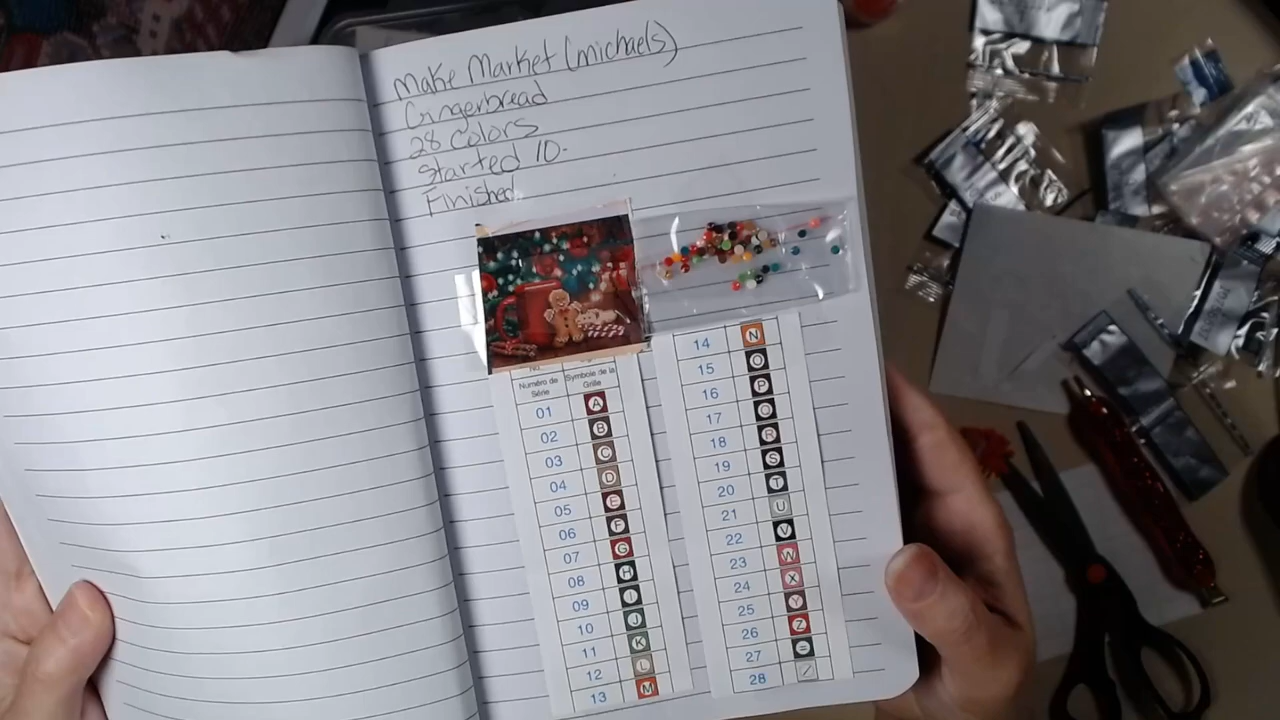 Make Market (michaels)
Gingerbread
28 Colors
Started 10-
Finished
Numéro de Série Symbole de la Grille
01 A
02 B
03 C
04 D
05 E
06 F
07 G
08 H
09 I
10 J
11 K
12 L
13 M
14 N
15 O
16 P
17 Q
18 R
19 S
20 T
21 U
22 V
23 W
24 X
25 Y
26 Z
27 =
28 /